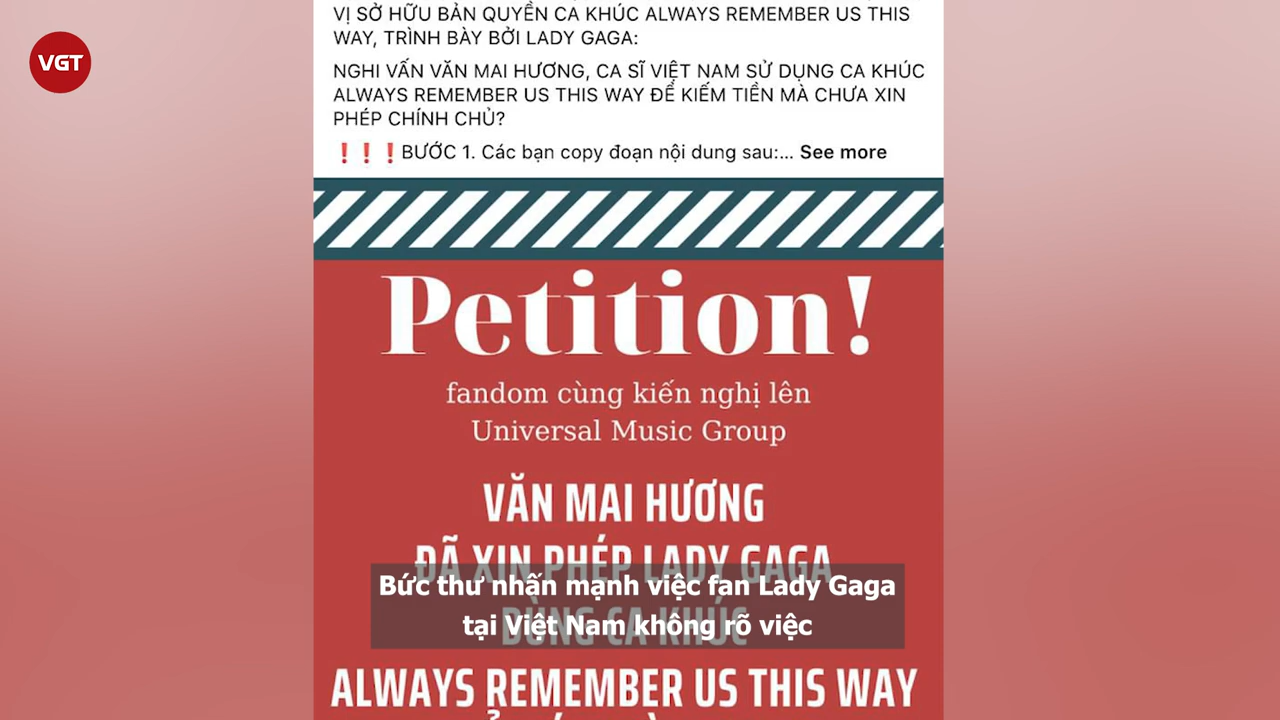 VỊ SỞ HỮU BẢN QUYỀN CA KHÚC ALWAYS REMEMBER US THIS
WAY, TRÌNH BÀY BỞI LADY GAGA:
NGHI VẤN VĂN MAI HƯƠNG, CA SĨ VIỆT NAM SỬ DỤNG CA KHÚC
ALWAYS REMEMBER US THIS WAY ĐỂ KIẾM TIỀN MÀ CHƯA XIN
PHÉP CHÍNH CHỦ?
❗❗❗BƯỚC 1. Các bạn copy đoạn nội dung sau:... See more
VGT
Petition!
fandom cùng kiến nghị lên
Universal Music Group
VĂN MAI HƯƠNG
ĐÃ XIN PHÉP LADY GAGA
DÙNG CA KHÚC
Bức thư nhấn mạnh việc fan Lady Gaga
tại Việt Nam không rõ việc
ALWAYS REMEMBER US THIS WAY